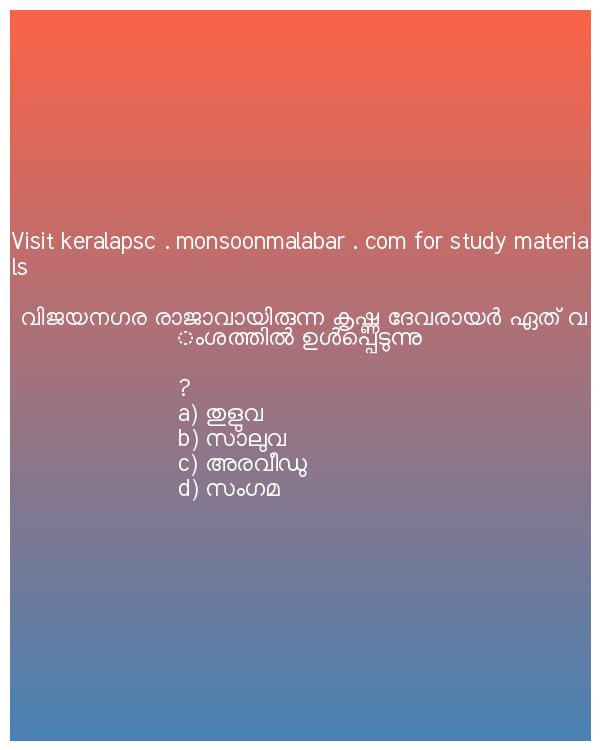 Visit keralapsc . monsoonmalabar . com for study materia
ls
വിജയനഗര രാജാവായിരുന്ന കൃഷ്ണ ദേവരായർ ഏത് വ
ംശത്തിൽ ഉൾപ്പെടുന്നു
?
a) തുളുവ
b) സാലുവ
c) അരവീഡു
d) സംഗമ